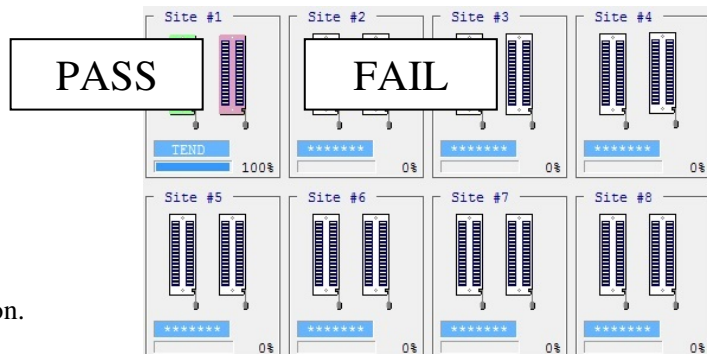 Site #1 Site #2 Site #3 Site #4
PASS FAIL
TEND ******* ******* *******
100% 0% 0% 0%
Site #5 Site #6 Site #7 Site #8
on.
******* ******* ******* *******
0% 0% 0% 0%